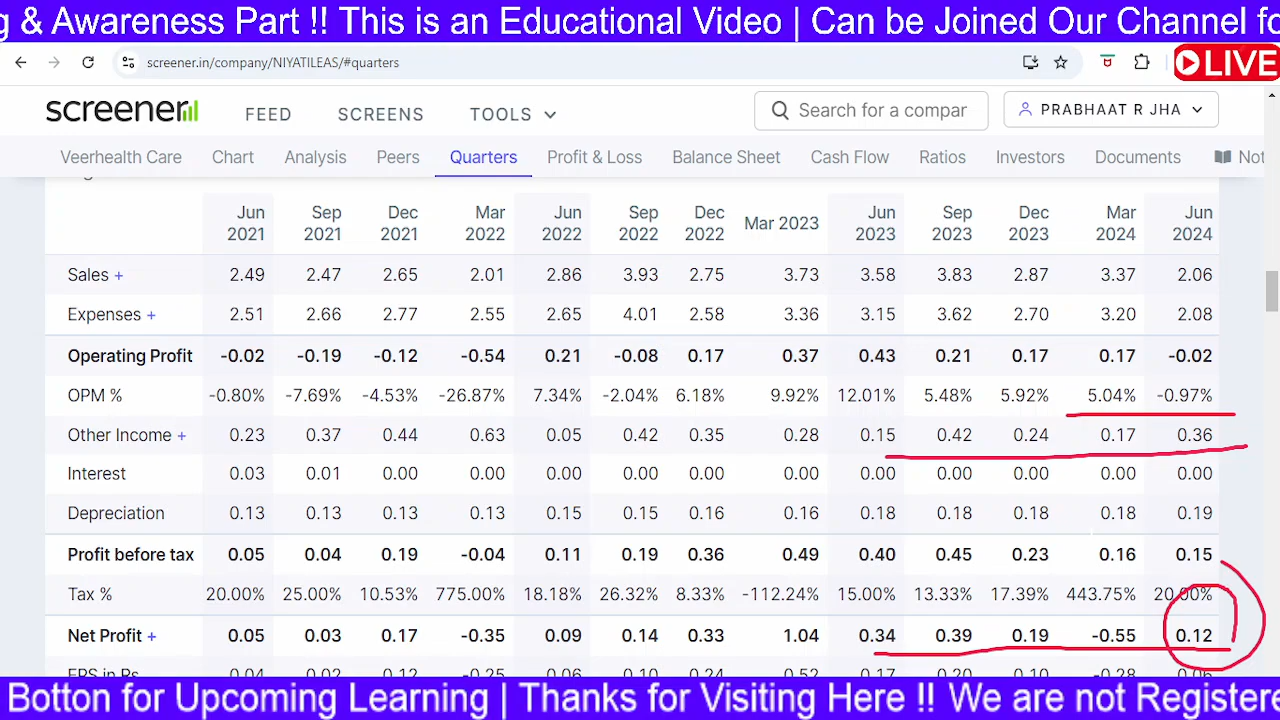 g & Awareness Part !! This is an Educational Video | Can be Joined Our Channel fo
screener.in/company/NIYATILEAS/#quarters
LIVE
screener FEED SCREENS TOOLS Search for a compar PRABHAAT R JHA
Veerhealth Care Chart Analysis Peers Quarters Profit & Loss Balance Sheet Cash Flow Ratios Investors Documents Not
Jun 2021 Sep 2021 Dec 2021 Mar 2022 Jun 2022 Sep 2022 Dec 2022 Mar 2023 Jun 2023 Sep 2023 Dec 2023 Mar 2024 Jun 2024
Sales + 2.49 2.47 2.65 2.01 2.86 3.93 2.75 3.73 3.58 3.83 2.87 3.37 2.06
Expenses + 2.51 2.66 2.77 2.55 2.65 4.01 2.58 3.36 3.15 3.62 2.70 3.20 2.08
Operating Profit -0.02 -0.19 -0.12 -0.54 0.21 -0.08 0.17 0.37 0.43 0.21 0.17 0.17 -0.02
OPM % -0.80% -7.69% -4.53% -26.87% 7.34% -2.04% 6.18% 9.92% 12.01% 5.48% 5.92% 5.04% -0.97%
Other Income + 0.23 0.37 0.44 0.63 0.05 0.42 0.35 0.28 0.15 0.42 0.24 0.17 0.36
Interest 0.03 0.01 0.00 0.00 0.00 0.00 0.00 0.00 0.00 0.00 0.00 0.00 0.00
Depreciation 0.13 0.13 0.13 0.13 0.15 0.15 0.16 0.16 0.18 0.18 0.18 0.18 0.19
Profit before tax 0.05 0.04 0.19 -0.04 0.11 0.19 0.36 0.49 0.40 0.45 0.23 0.16 0.15
Tax % 20.00% 25.00% 10.53% 775.00% 18.18% 26.32% 8.33% -112.24% 15.00% 13.33% 17.39% 443.75% 20.00%
Net Profit + 0.05 0.03 0.17 -0.35 0.09 0.14 0.33 1.04 0.34 0.39 0.19 -0.55 0.12
EPS in Rs
Botton for Upcoming Learning | Thanks for Visiting Here !! We are not Registere